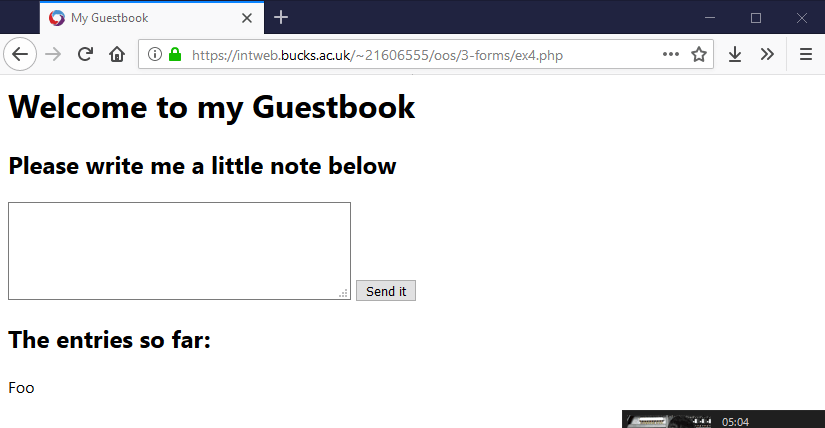 My Guestbook
https://intweb.bucks.ac.uk/~21606555/oos/3-forms/ex4.php
Welcome to my Guestbook
Please write me a little note below
Send it
The entries so far:
Foo
05:04